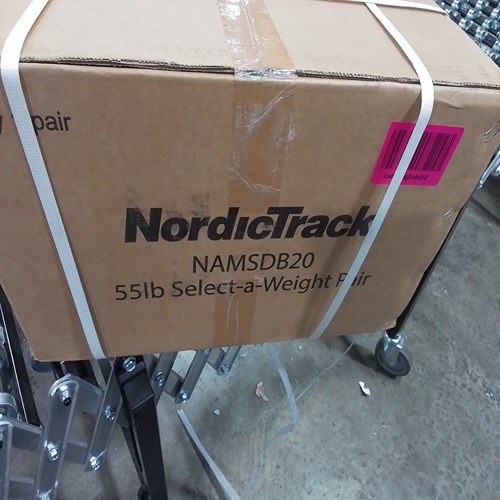 pair
NordicTrack
NAMSDB20
55lb Select-a-Weight Pair